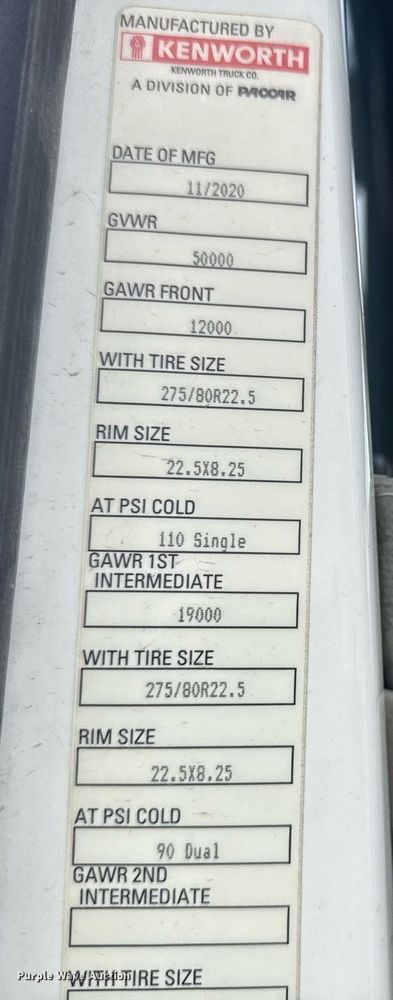 MANUFACTURED BY
KENWORTH
KENWORTH TRUCK CO.
A DIVISION OF PACCAR
DATE OF MFG
11/2020
GVWR
50000
GAWR FRONT
12000
WITH TIRE SIZE
275/80R22.5
RIM SIZE
22.5X8.25
AT PSI COLD
110 Single
GAWR 1ST
INTERMEDIATE
19000
WITH TIRE SIZE
275/80R22.5
RIM SIZE
22.5X8.25
AT PSI COLD
90 Dual
GAWR 2ND
INTERMEDIATE
Purple Wave Auction
WITH TIRE SIZE